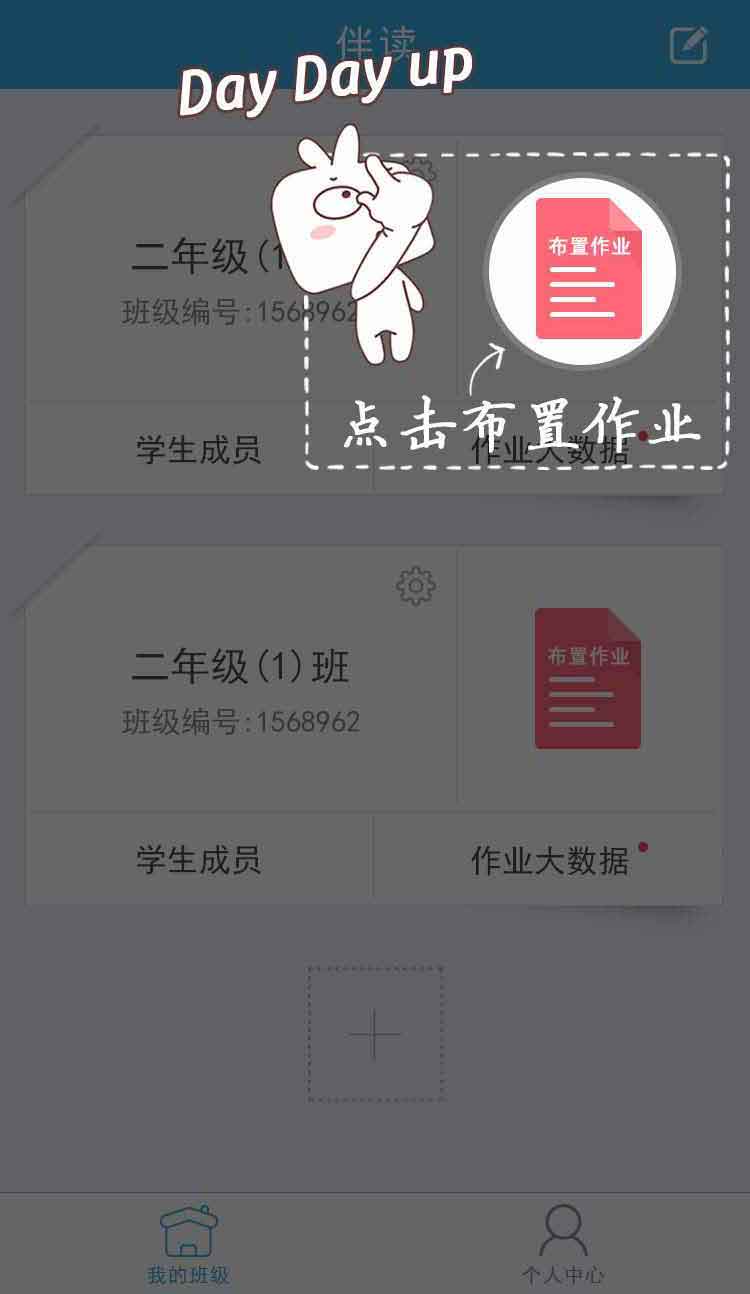 伴读
Day Day up
二年级(1
班级编号:1568962
布置作业
点击布置作业
学生成员
作业大数据
二年级(1)班
班级编号:1568962
布置作业
学生成员
作业大数据
我的班级
个人中心